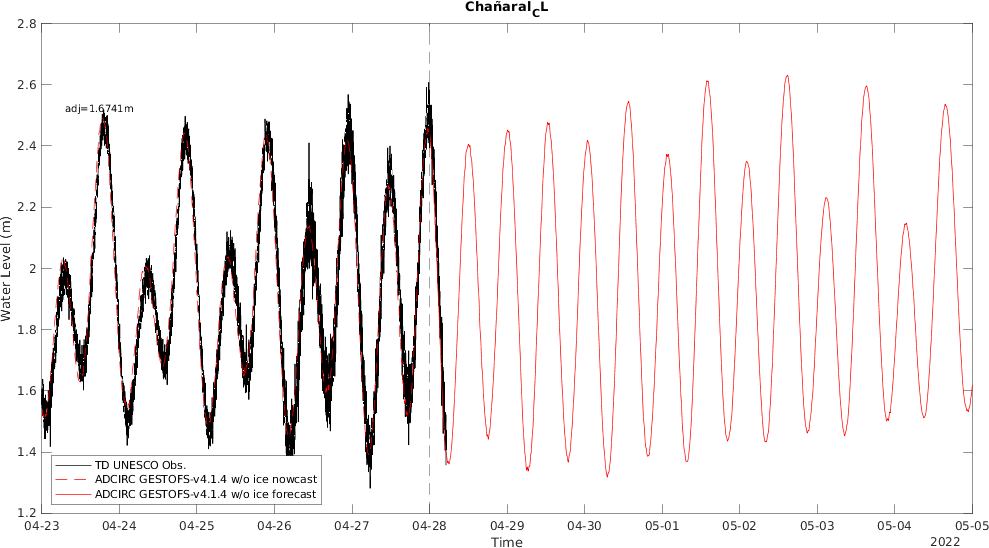 Chañaral_CL
2.8
2.6
2.4
2.2
2
1.8
1.6
1.4
1.2
Water Level (m)
adj=1.6741m
TD UNESCO Obs.
ADCIRC GESTOFS-v4.1.4 w/o ice nowcast
ADCIRC GESTOFS-v4.1.4 w/o ice forecast
04-23 04-24 04-25 04-26 04-27 04-28 04-29 04-30 05-01 05-02 05-03 05-04 05-05
Time
2022